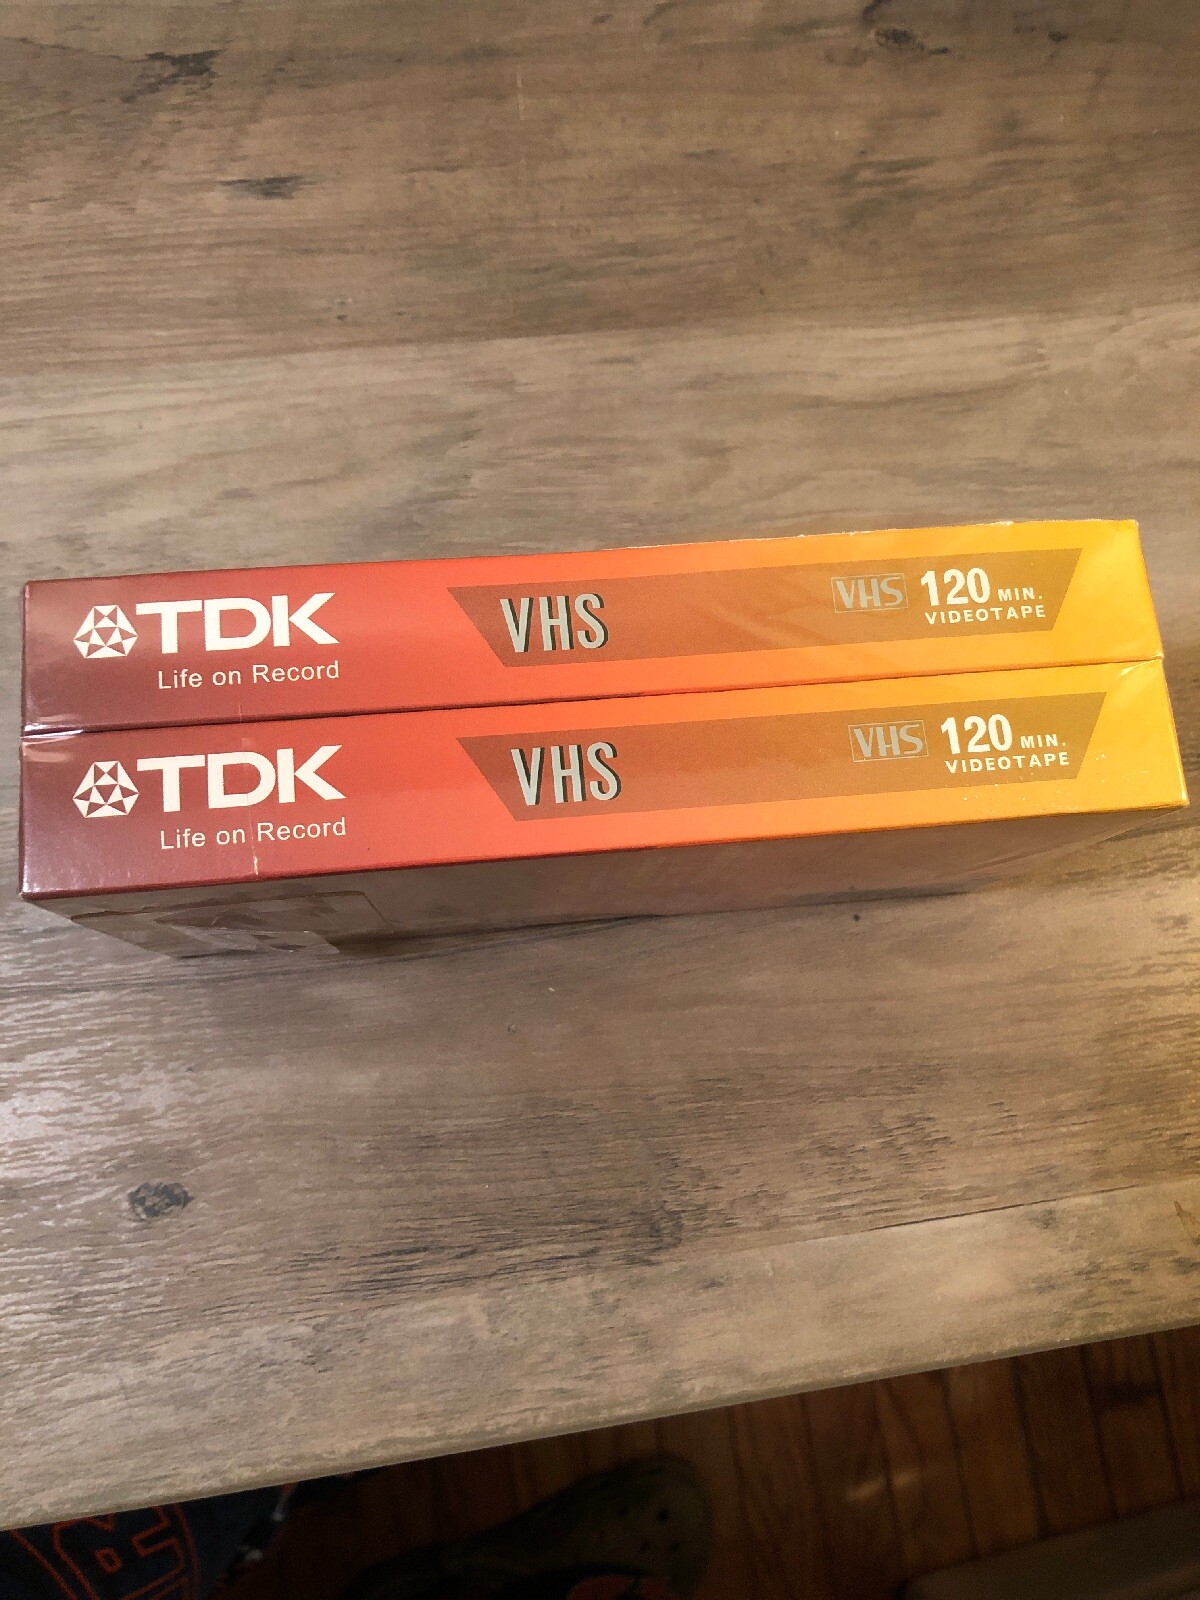 TDK
Life on Record
VHS
VHS 120 MIN.
VIDEOTAPE
TDK
Life on Record
VHS
VHS 120 MIN.
VIDEOTAPE